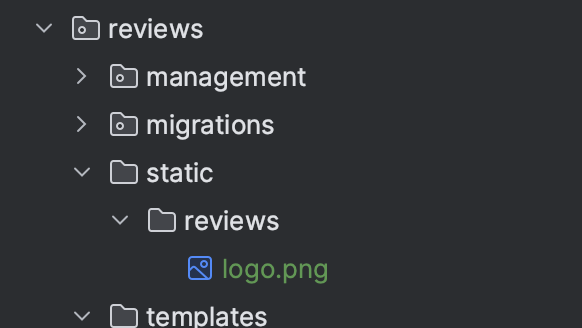 reviews
management
migrations
static
reviews
logo.png
templates